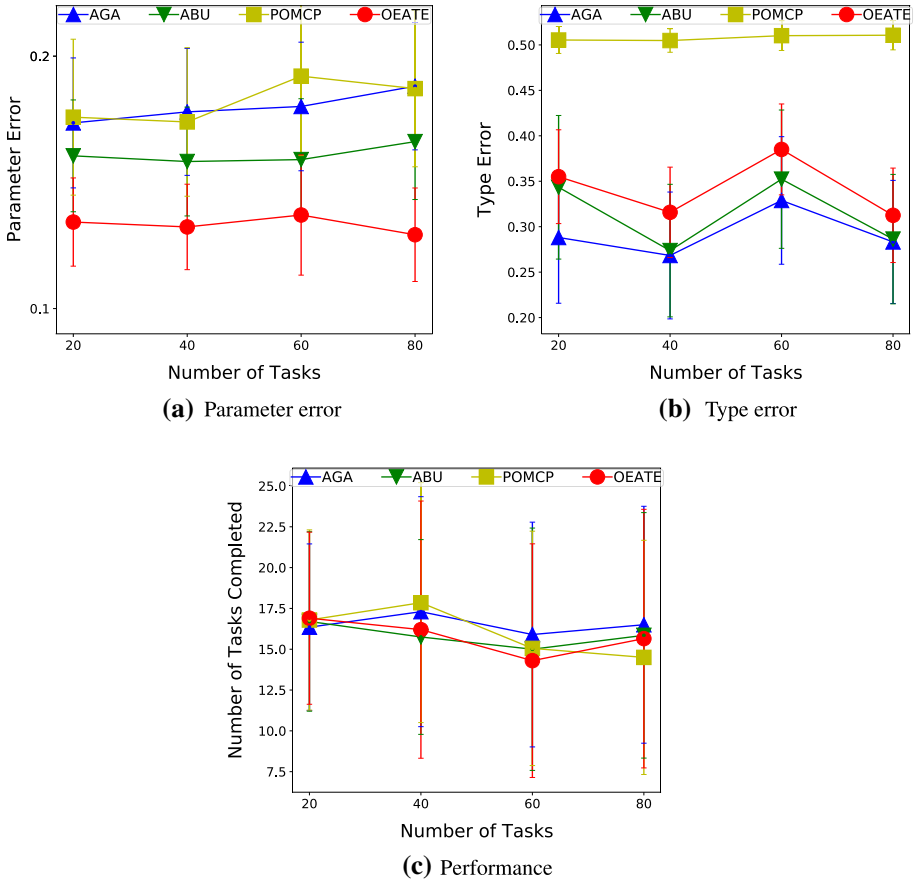 AGA ABU POMCP OEATE
0.2
0.1
Parameter Error
20 40 60 80
Number of Tasks
(a) Parameter error
AGA ABU POMCP OEATE
0.50
0.45
0.40
0.35
0.30
0.25
0.20
Type Error
20 40 60 80
Number of Tasks
(b) Type error
AGA ABU POMCP OEATE
25.0
22.5
20.0
17.5
15.0
12.5
10.0
7.5
Number of Tasks Completed
20 40 60 80
Number of Tasks
(c) Performance